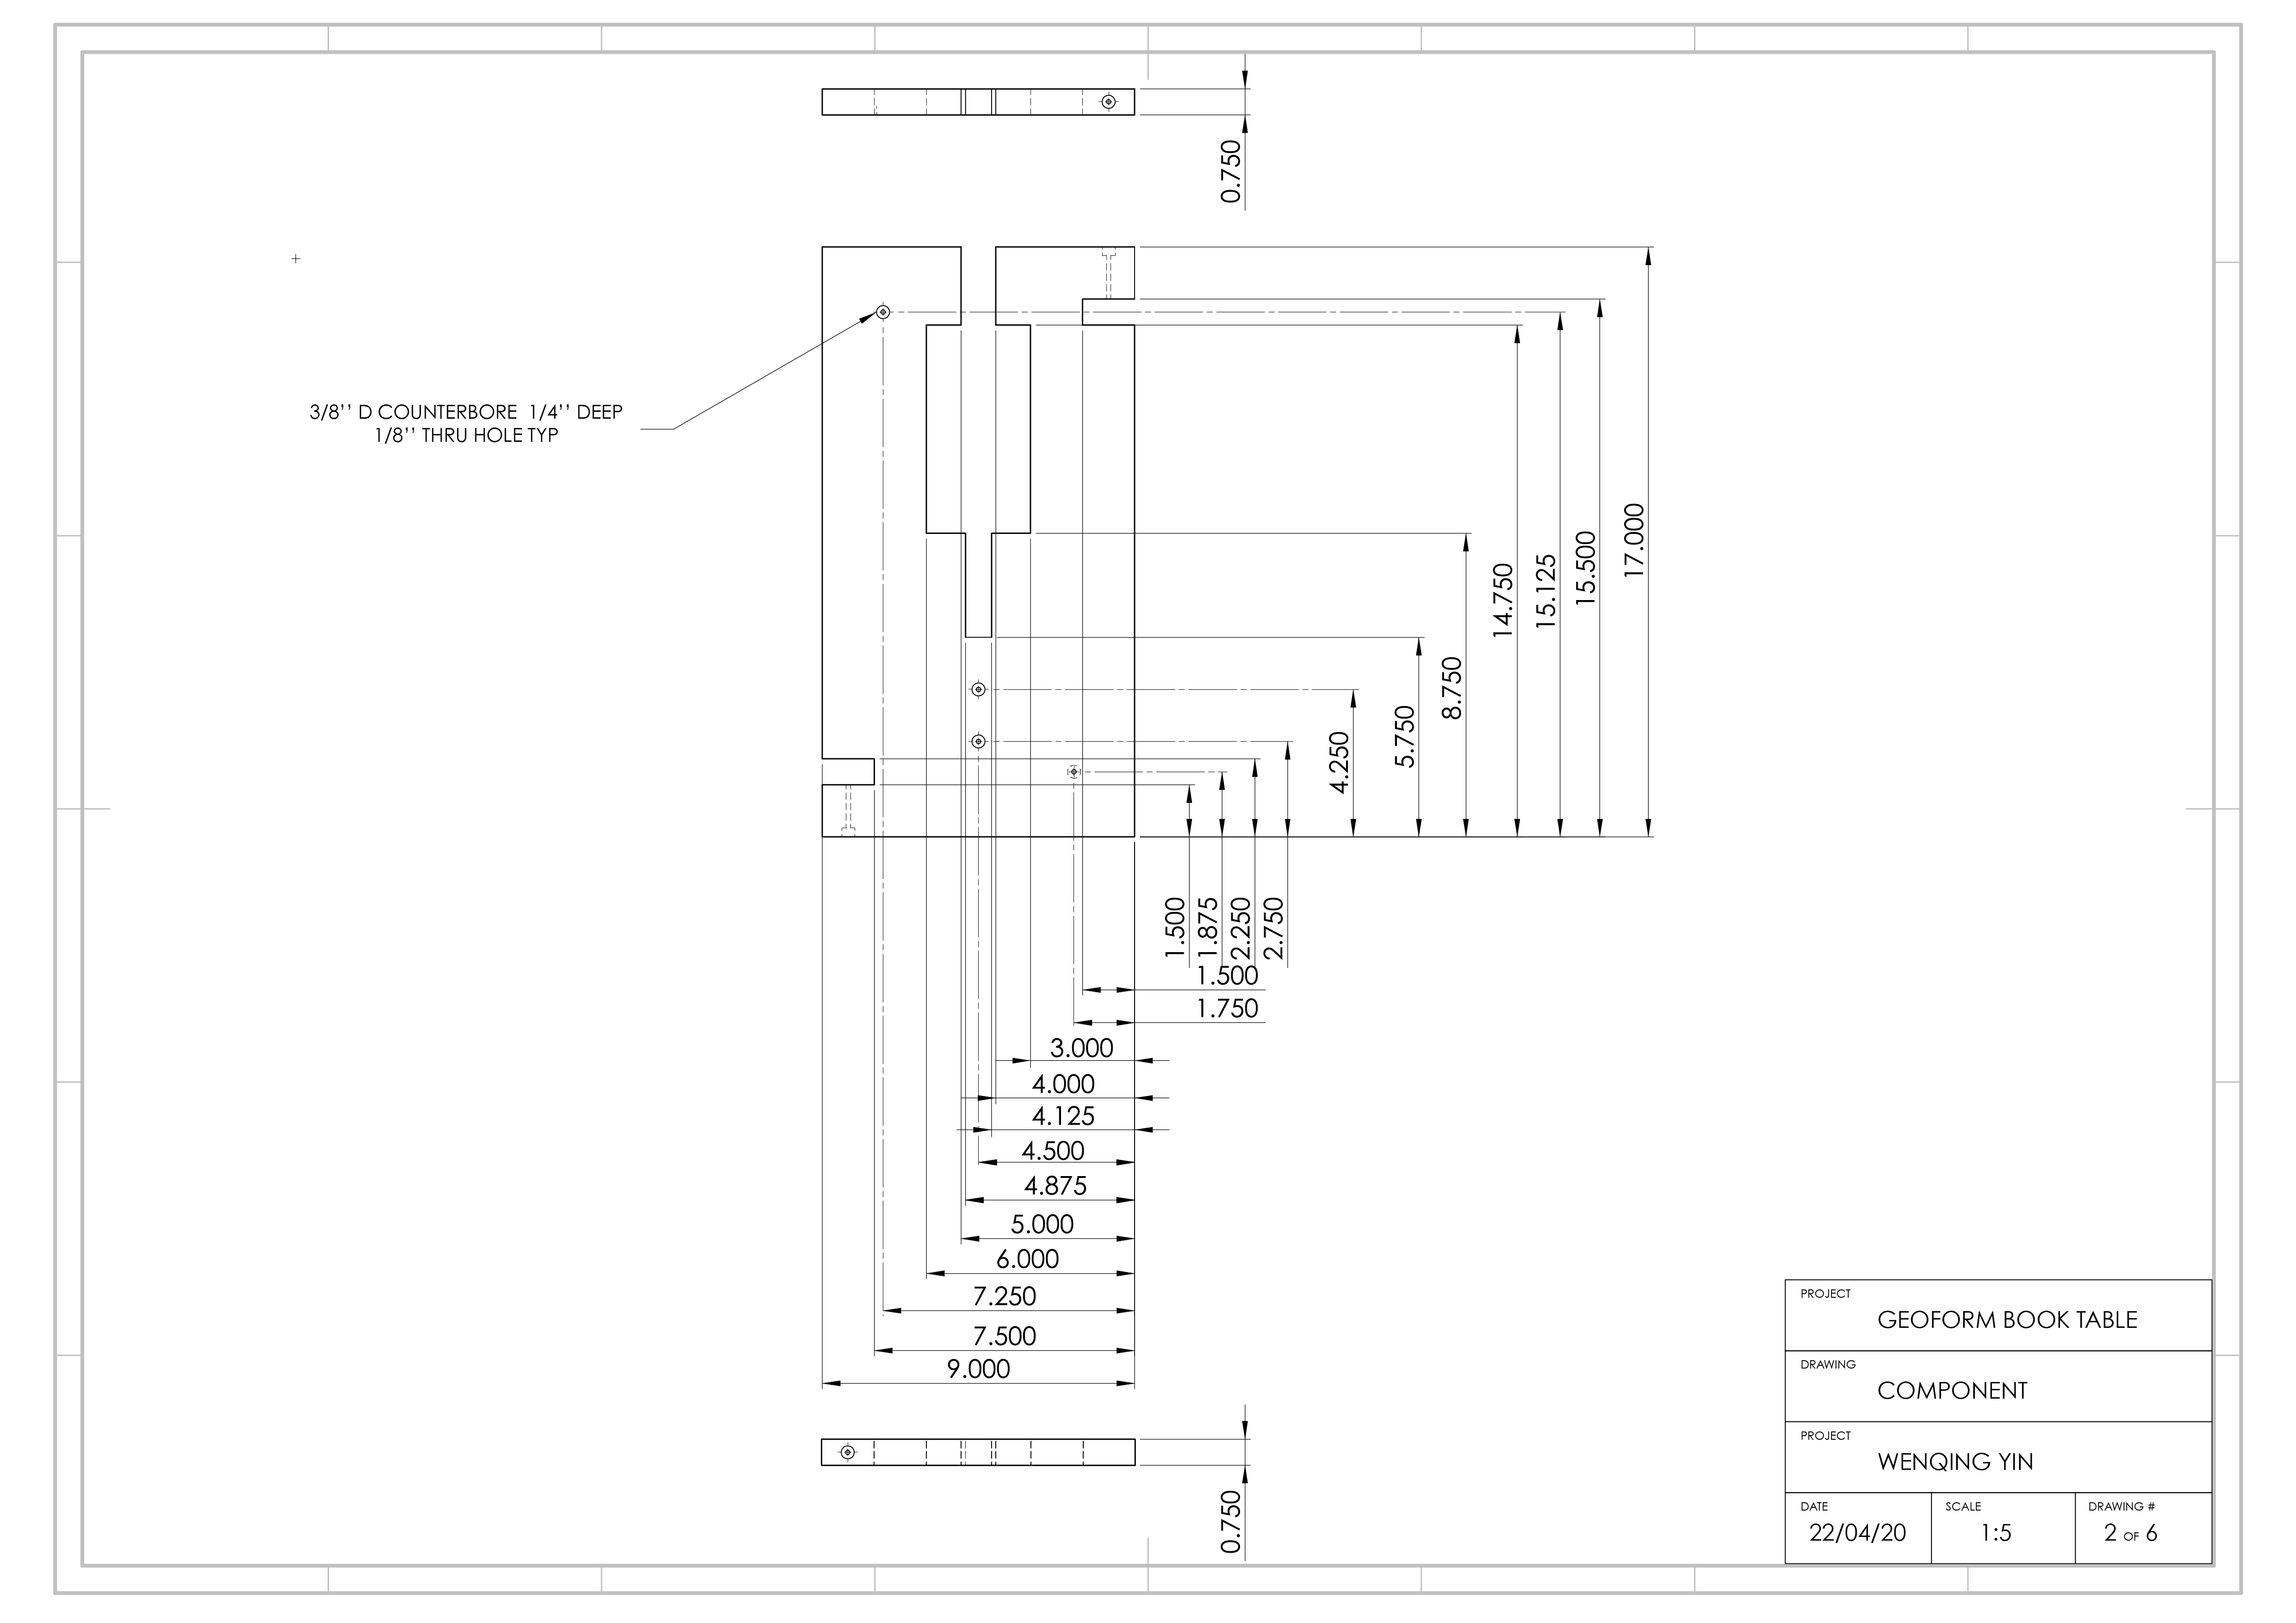 0.750
3/8'' D COUNTERBORE 1/4'' DEEP
1/8'' THRU HOLE TYP
17.000
15.500
15.125
14.750
8.750
5.750
4.250
1.500
1.875
2.250
2.750
1.500
1.750
3.000
4.000
4.125
4.500
4.875
5.000
6.000
7.250
7.500
9.000
0.750
PROJECT
GEOFORM BOOK TABLE
DRAWING
COMPONENT
PROJECT
WENQING YIN
DATE
22/04/20
SCALE
1:5
DRAWING #
2 OF 6